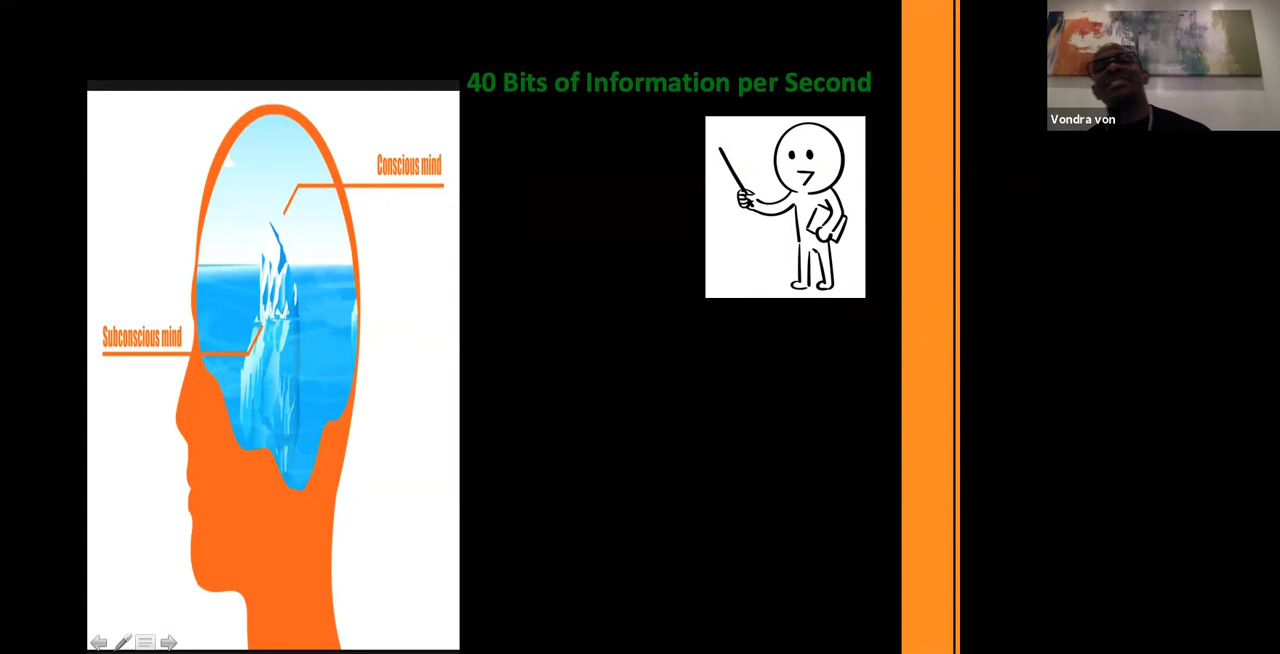 40 Bits of Information per Second
Conscious mind
Subconscious mind
Vondra von